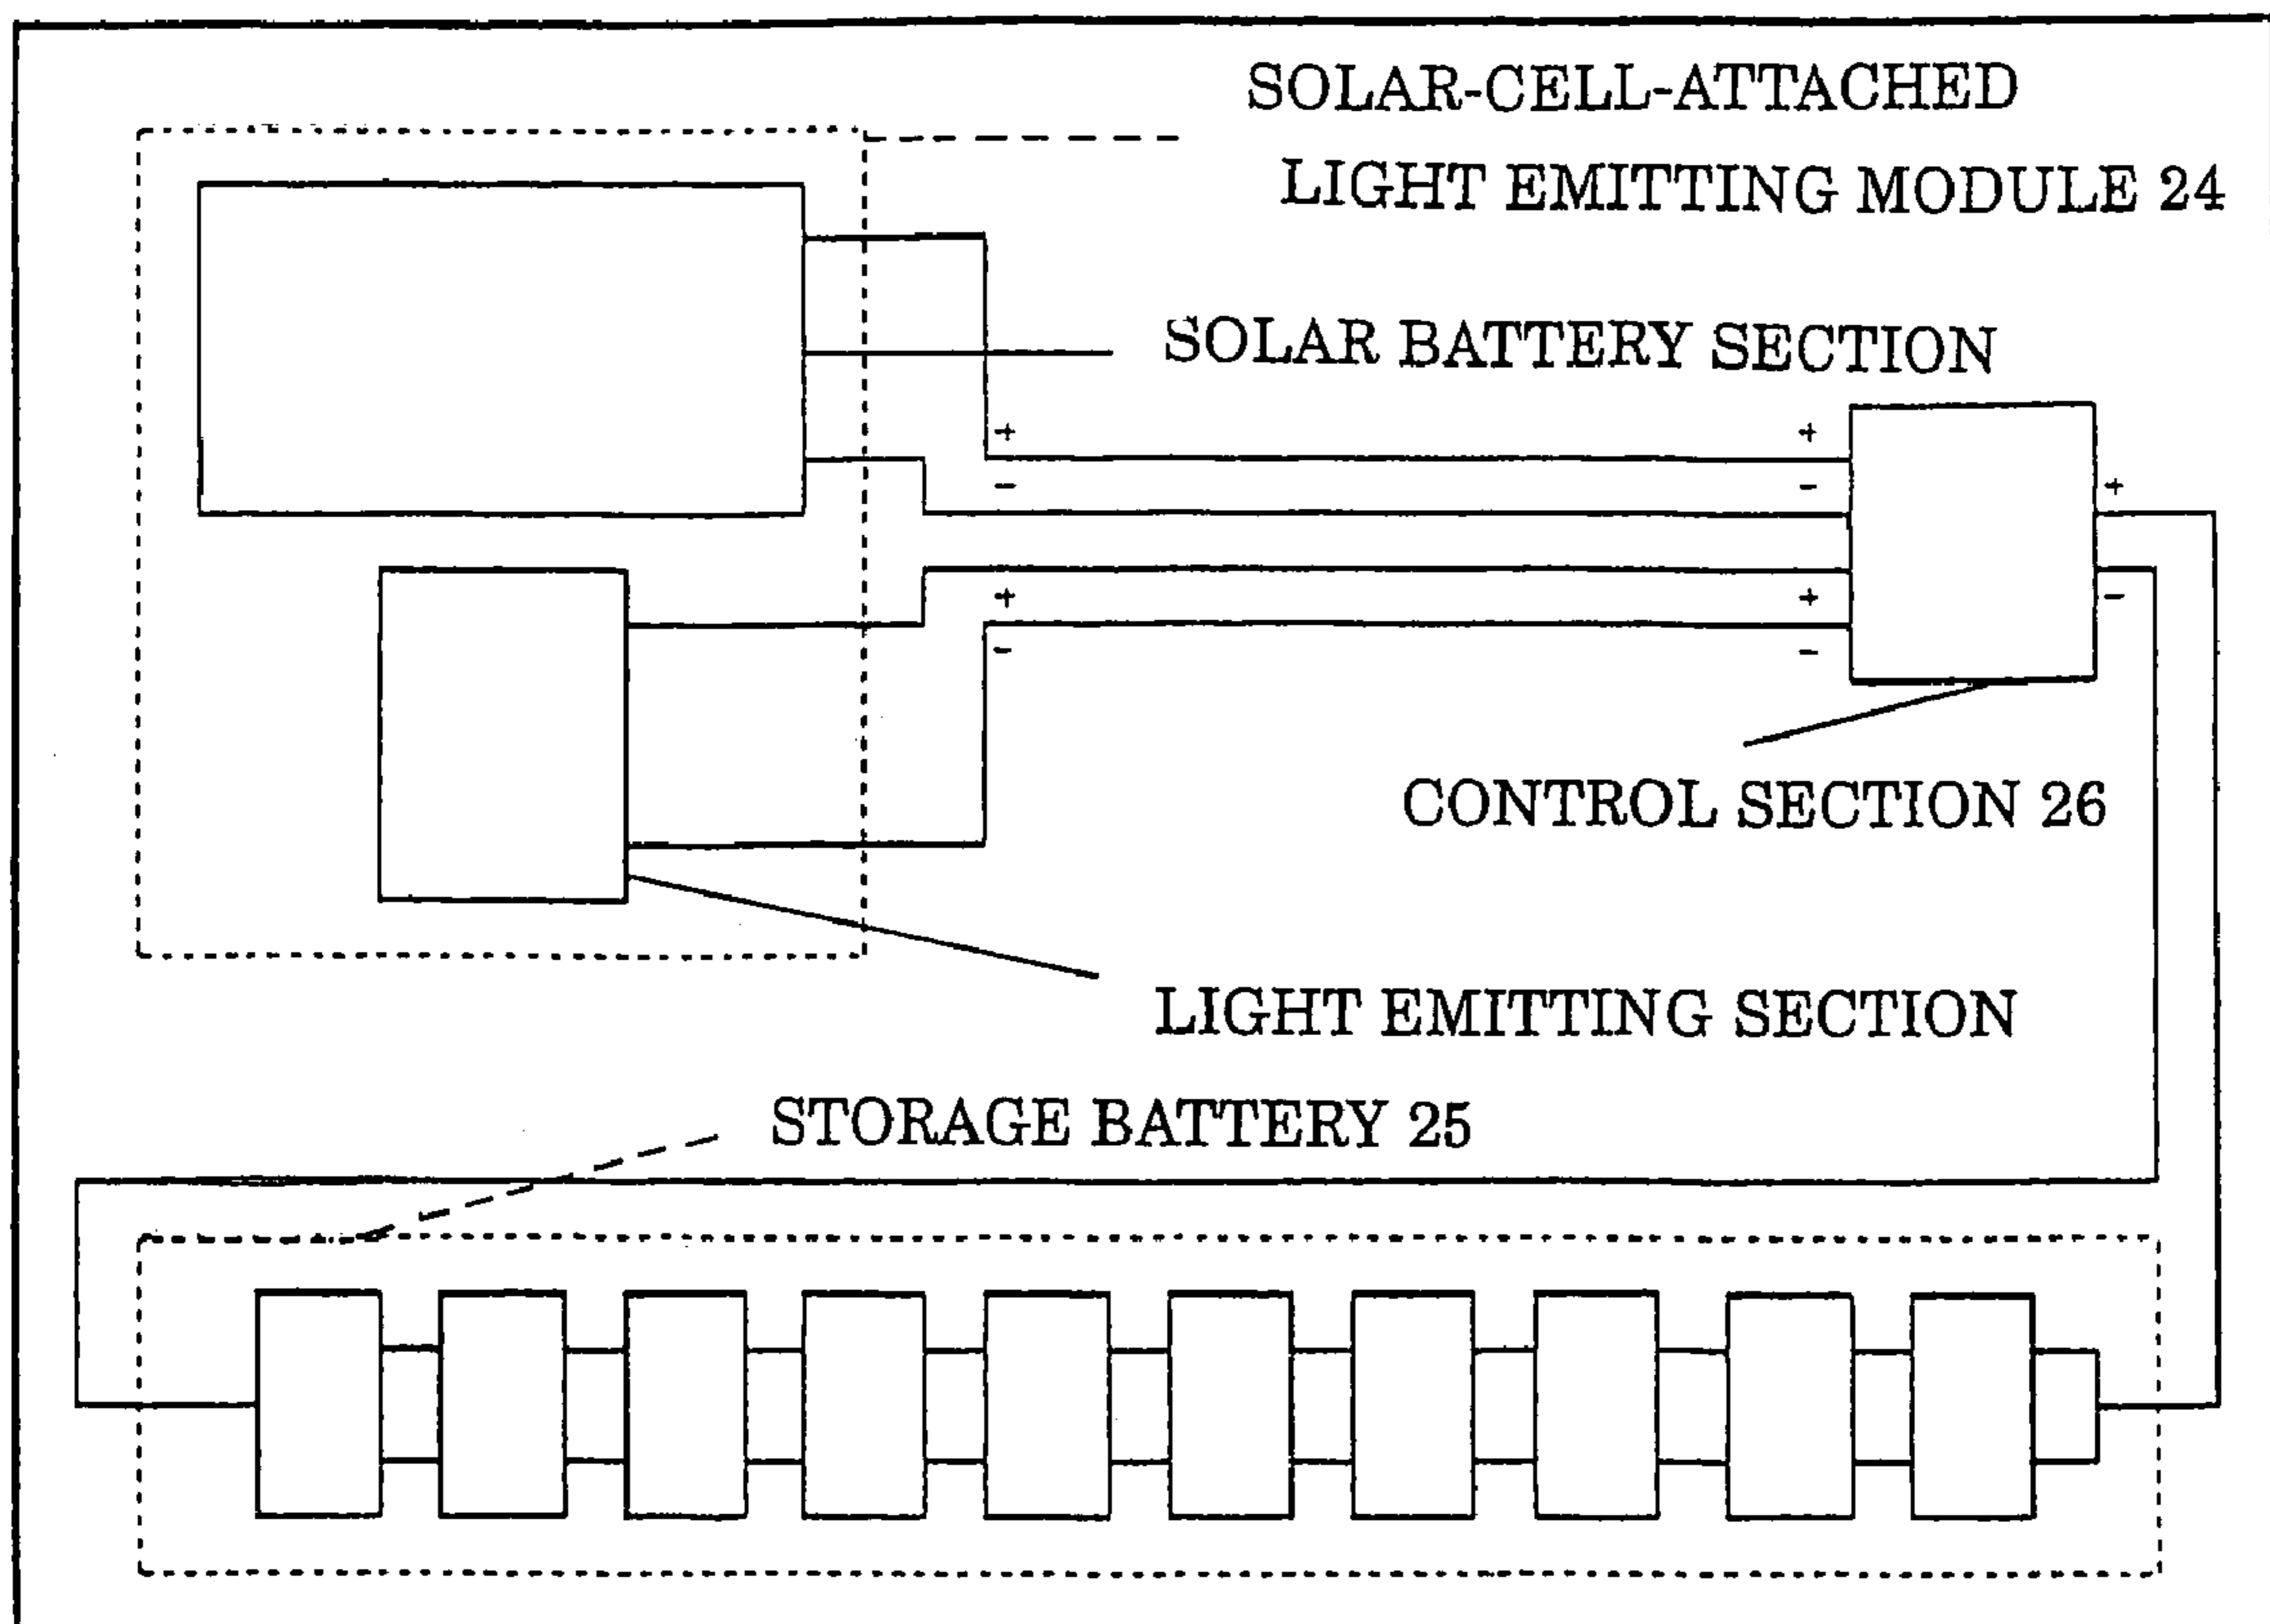 SOLAR-CELL-ATTACHED
LIGHT EMITTING MODULE 24
SOLAR BATTERY SECTION
+ +
- - +
+ + -
- -
CONTROL SECTION 26
LIGHT EMITTING SECTION
STORAGE BATTERY 25